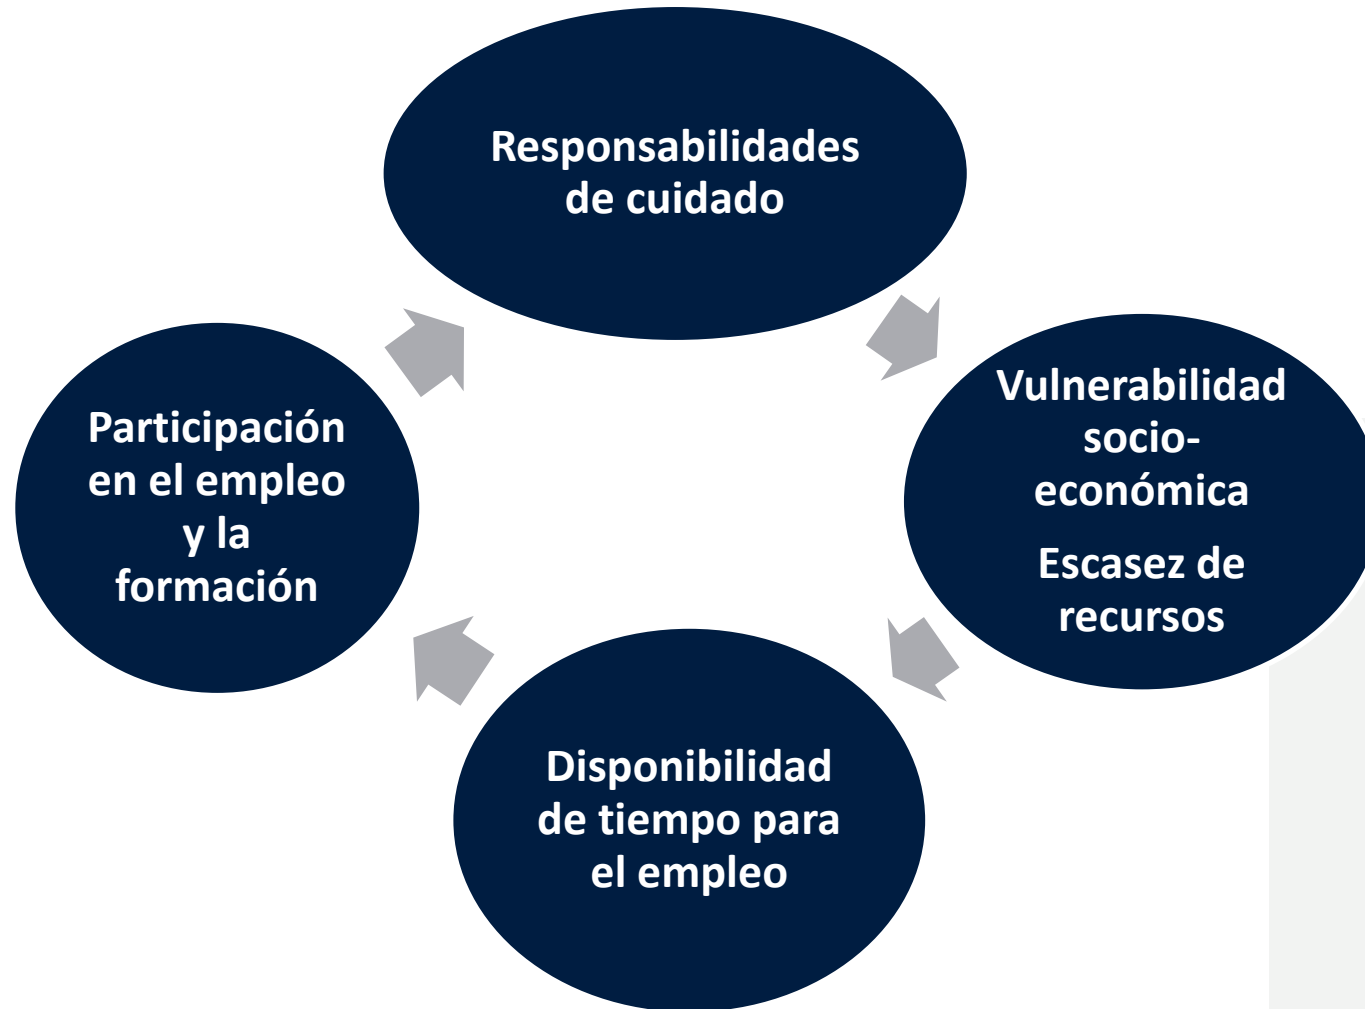 Responsabilidades
de cuidado
Vulnerabilidad
socio-
económica
Escasez de
recursos
Disponibilidad
de tiempo para
el empleo
Participación
en el empleo
y la
formación